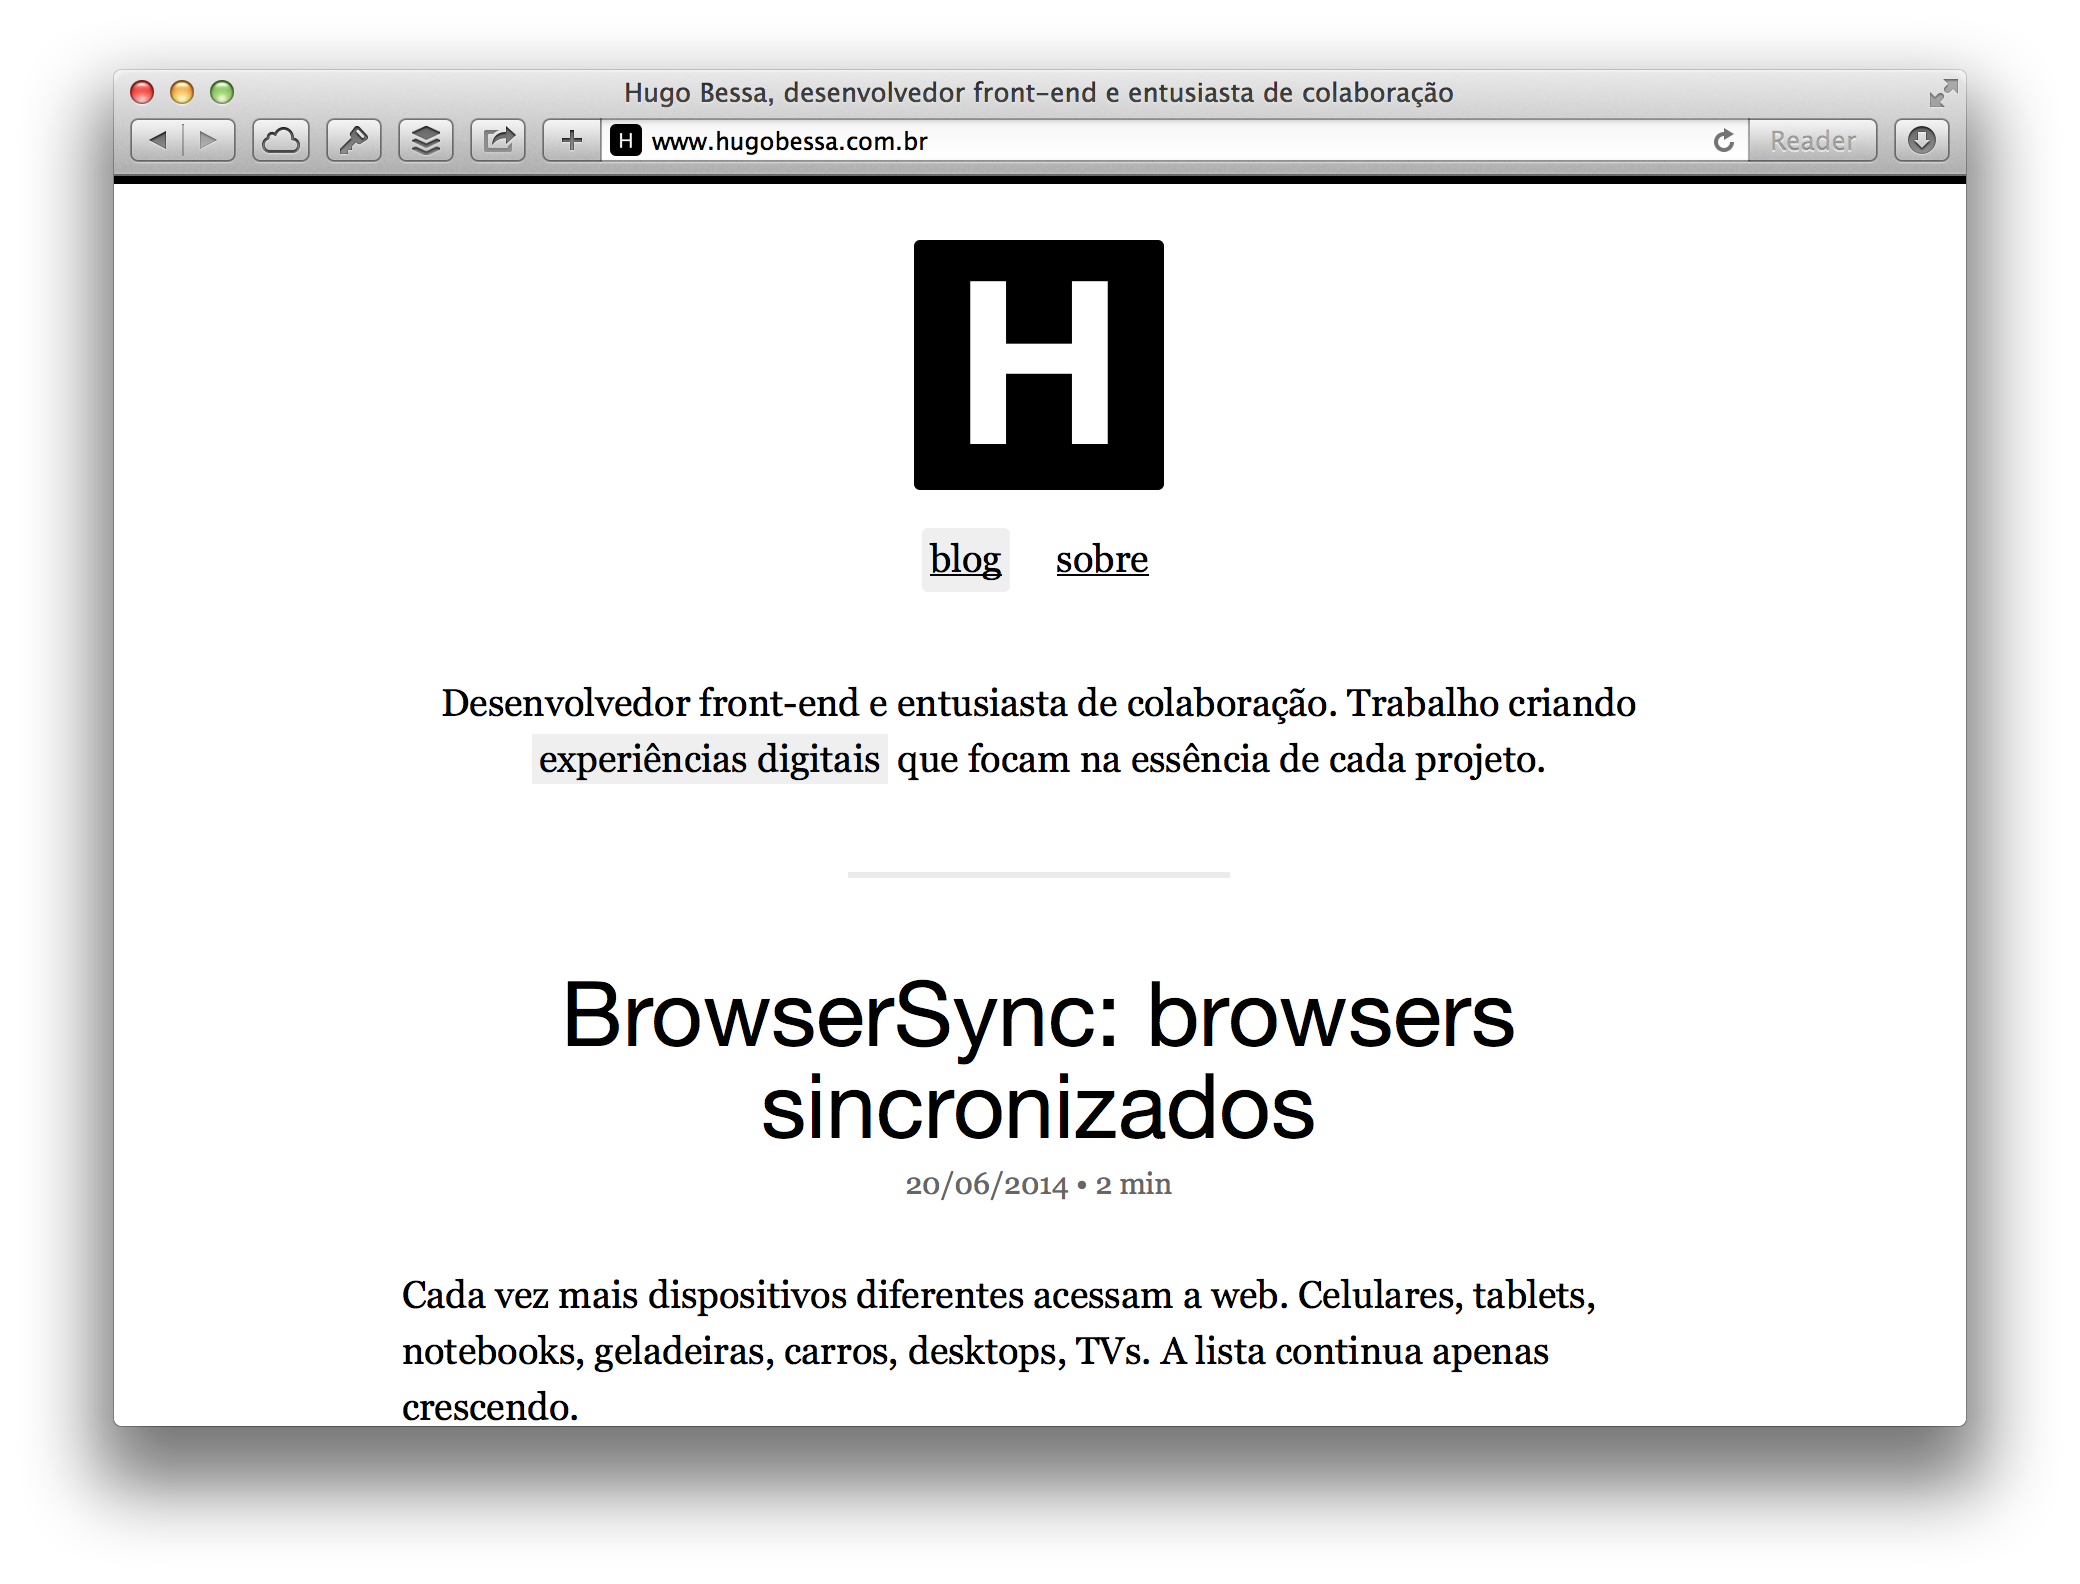 Hugo Bessa, desenvolvedor front-end e entusiasta de colaboração
H www.hugobessa.com.br Reader
H
blog sobre
Desenvolvedor front-end e entusiasta de colaboração. Trabalho criando
experiências digitais que focam na essência de cada projeto.
BrowserSync: browsers
sincronizados
20/06/2014 • 2 min
Cada vez mais dispositivos diferentes acessam a web. Celulares, tablets,
notebooks, geladeiras, carros, desktops, TVs. A lista continua apenas
crescendo.